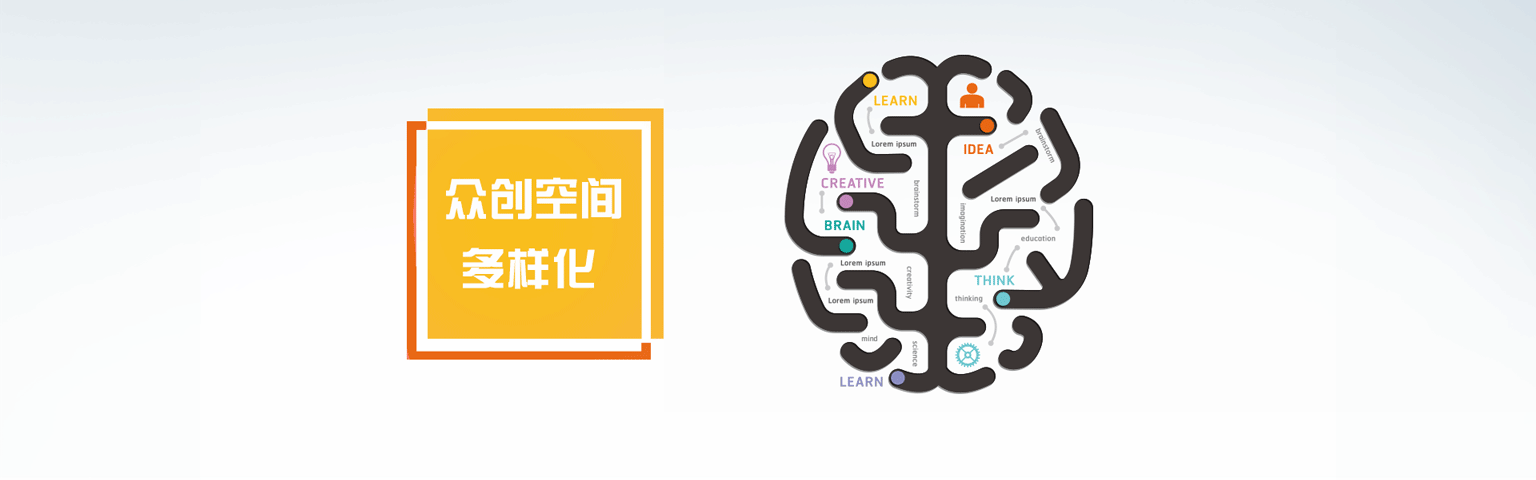 众创空间
多样化
LEARN
Lorem ipsum
CREATIVE
brainstorm
BRAIN
Lorem ipsum
creativity
Lorem ipsum
mind
science
LEARN
IDEA
brainstorm
Lorem ipsum
imagination
education
THINK
thinking